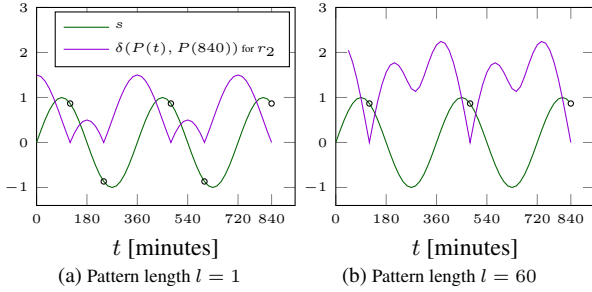 3
2
1
0
−1
s
δ(P(t), P(840)) for r₂
0 180 360 540 720 840
t [minutes]
(a) Pattern length l = 1
3
2
1
0
−1
0 180 360 540 720 840
t [minutes]
(b) Pattern length l = 60